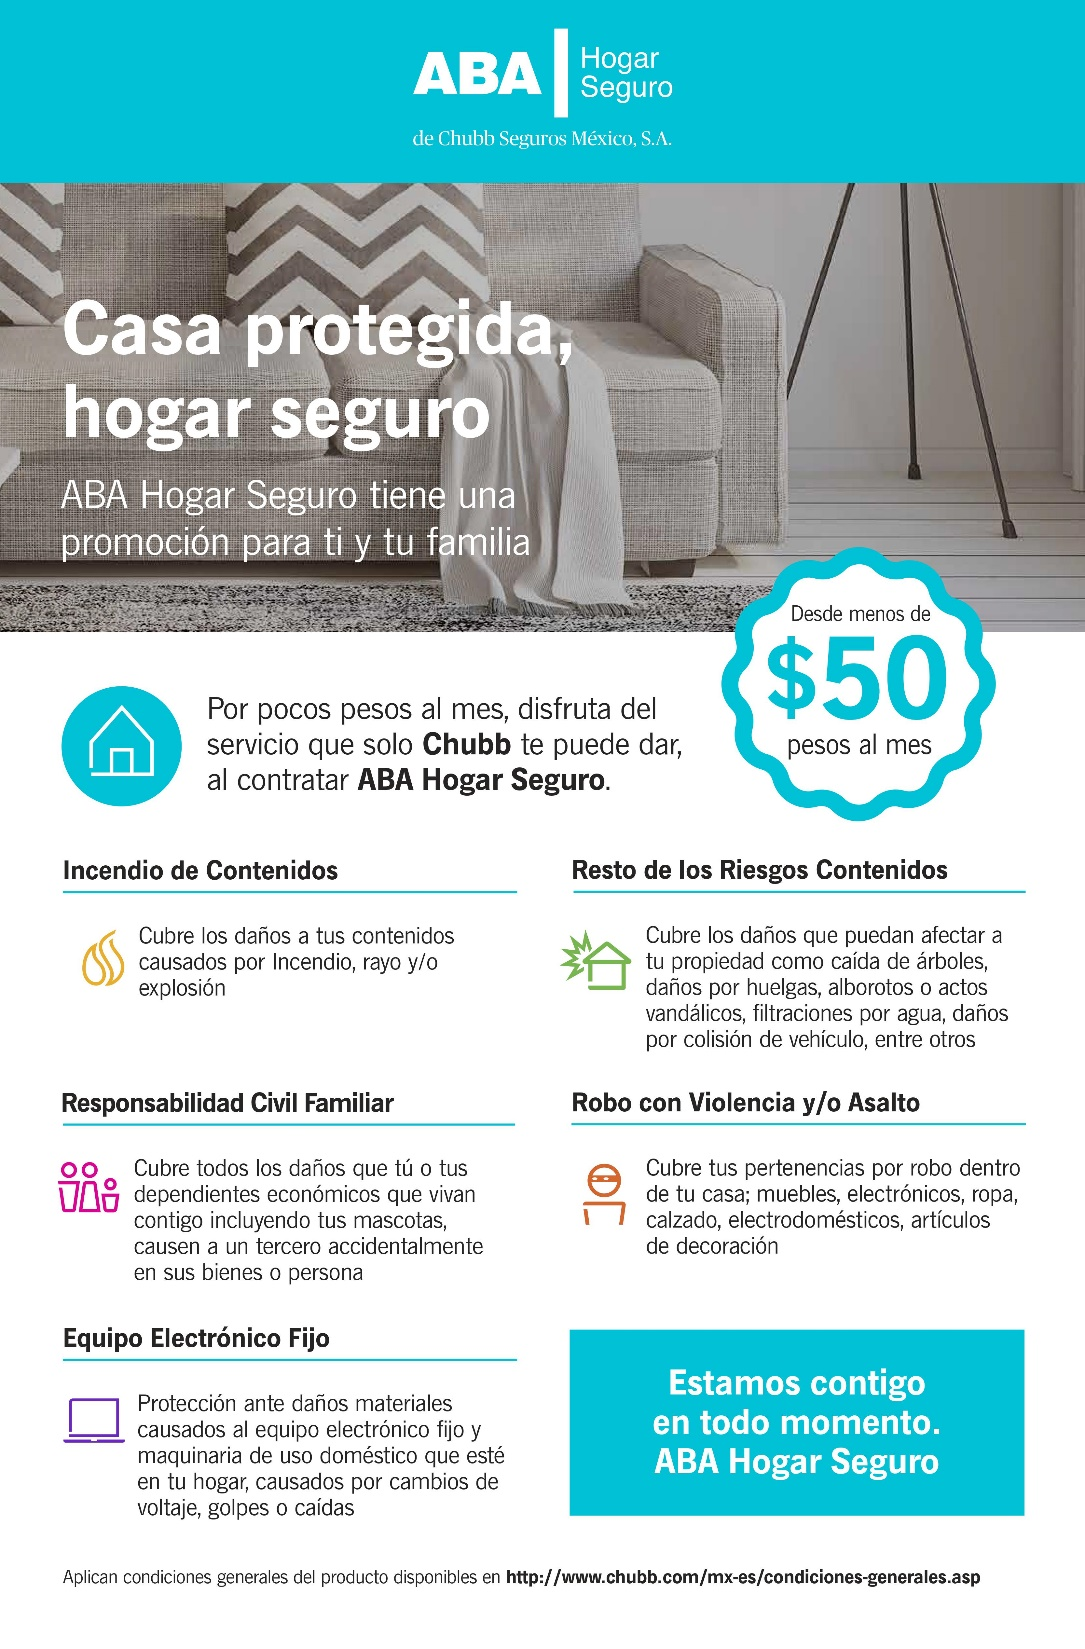 ABA
Hogar
Seguro
de Chubb Seguros México, S.A.
Casa protegida,
hogar seguro
ABA Hogar Seguro tiene una
promoción para ti y tu familia
Desde menos de
$50
pesos al mes
Por pocos pesos al mes, disfruta del
servicio que solo Chubb te puede dar,
al contratar ABA Hogar Seguro.
Incendio de Contenidos
Cubre los daños a tus contenidos
causados por Incendio, rayo y/o
explosión
Resto de los Riesgos Contenidos
Cubre los daños que puedan afectar a
tu propiedad como caída de árboles,
daños por huelgas, alborotos o actos
vandálicos, filtraciones por agua, daños
por colisión de vehículo, entre otros
Responsabilidad Civil Familiar
Cubre todos los daños que tú o tus
dependientes económicos que vivan
contigo incluyendo tus mascotas,
causen a un tercero accidentalmente
en sus bienes o persona
Robo con Violencia y/o Asalto
Cubre tus pertenencias por robo dentro
de tu casa; muebles, electrónicos, ropa,
calzado, electrodomésticos, artículos
de decoración
Equipo Electrónico Fijo
Protección ante daños materiales
causados al equipo electrónico fijo y
maquinaria de uso doméstico que esté
en tu hogar, causados por cambios de
voltaje, golpes o caídas
Estamos contigo
en todo momento.
ABA Hogar Seguro
Aplican condiciones generales del producto disponibles en http://www.chubb.com/mx-es/condiciones-generales.asp